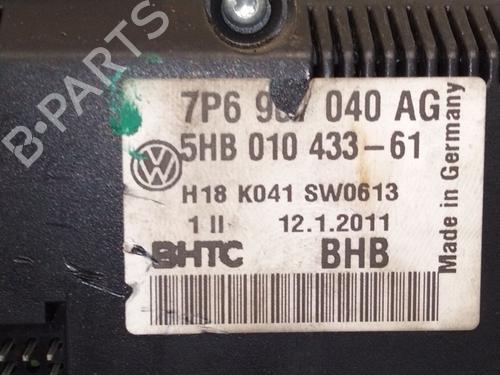 B-PARTS
7P6 907 040 AG
5HB 010 433-61
H18 K041 SW0613
1 II 12.1.2011
BHTC BHB
Made in Germany